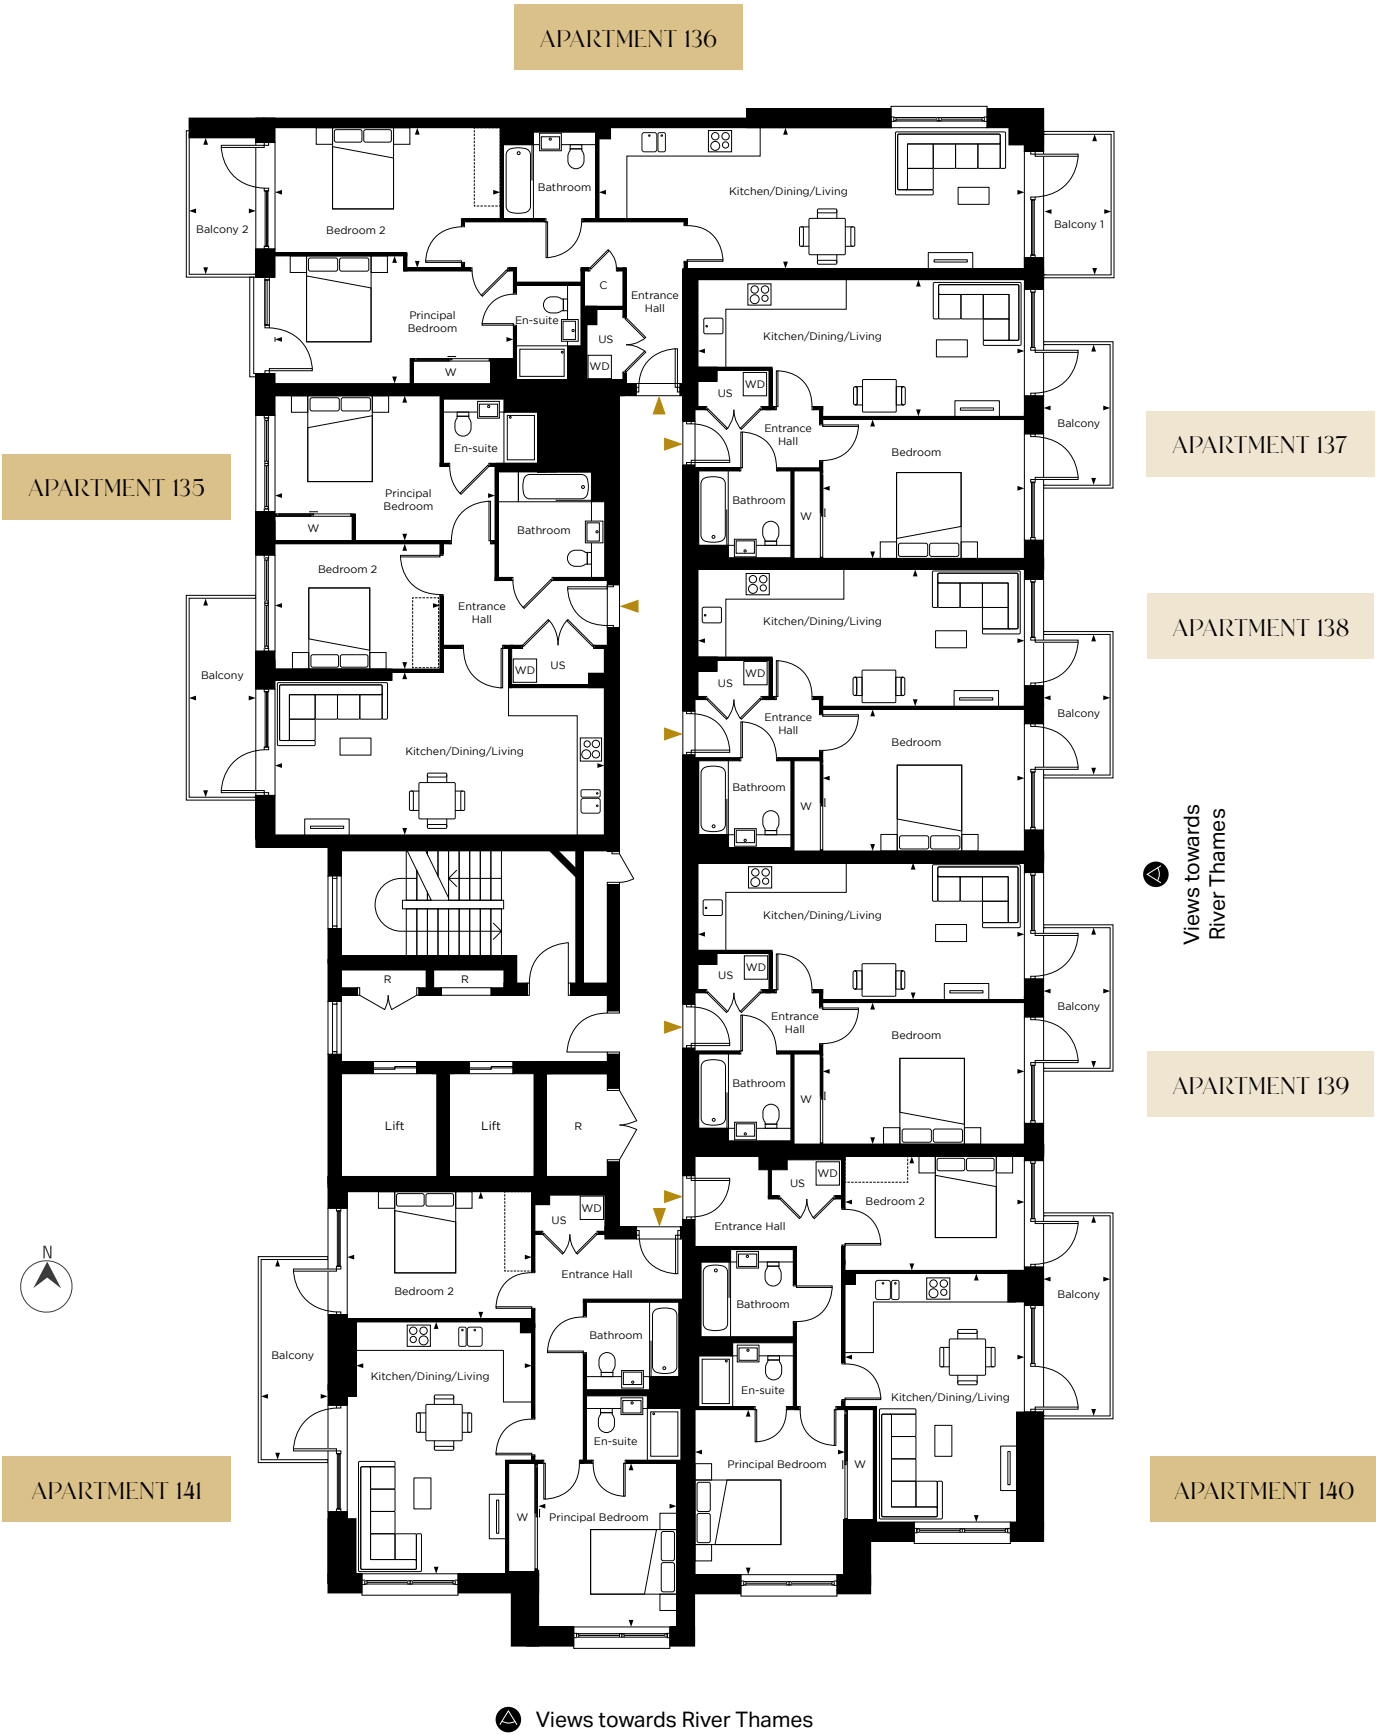 APARTMENT 136
Balcony 2
Bedroom 2
Bathroom
Kitchen/Dining/Living
Balcony 1
Principal
Bedroom
W
En-suite
C
US
WD
Entrance
Hall
APARTMENT 135
Principal
Bedroom
W
En-suite
Bathroom
Bedroom 2
Entrance
Hall
WD
US
Balcony
Kitchen/Dining/Living
APARTMENT 137
Kitchen/Dining/Living
US
WD
Entrance
Hall
Bathroom
W
Bedroom
Balcony
APARTMENT 138
Kitchen/Dining/Living
US
WD
Entrance
Hall
Bathroom
W
Bedroom
Balcony
Views towards
River Thames
APARTMENT 139
Kitchen/Dining/Living
US
WD
Entrance
Hall
Bathroom
W
Bedroom
Balcony
R
R
Lift
Lift
R
N
APARTMENT 140
US
WD
Entrance Hall
Bedroom 2
Bathroom
En-suite
Balcony
Kitchen/Dining/Living
Principal Bedroom
W
APARTMENT 141
Bedroom 2
US
WD
Entrance Hall
Balcony
Bathroom
Kitchen/Dining/Living
En-suite
W
Principal Bedroom
Views towards River Thames